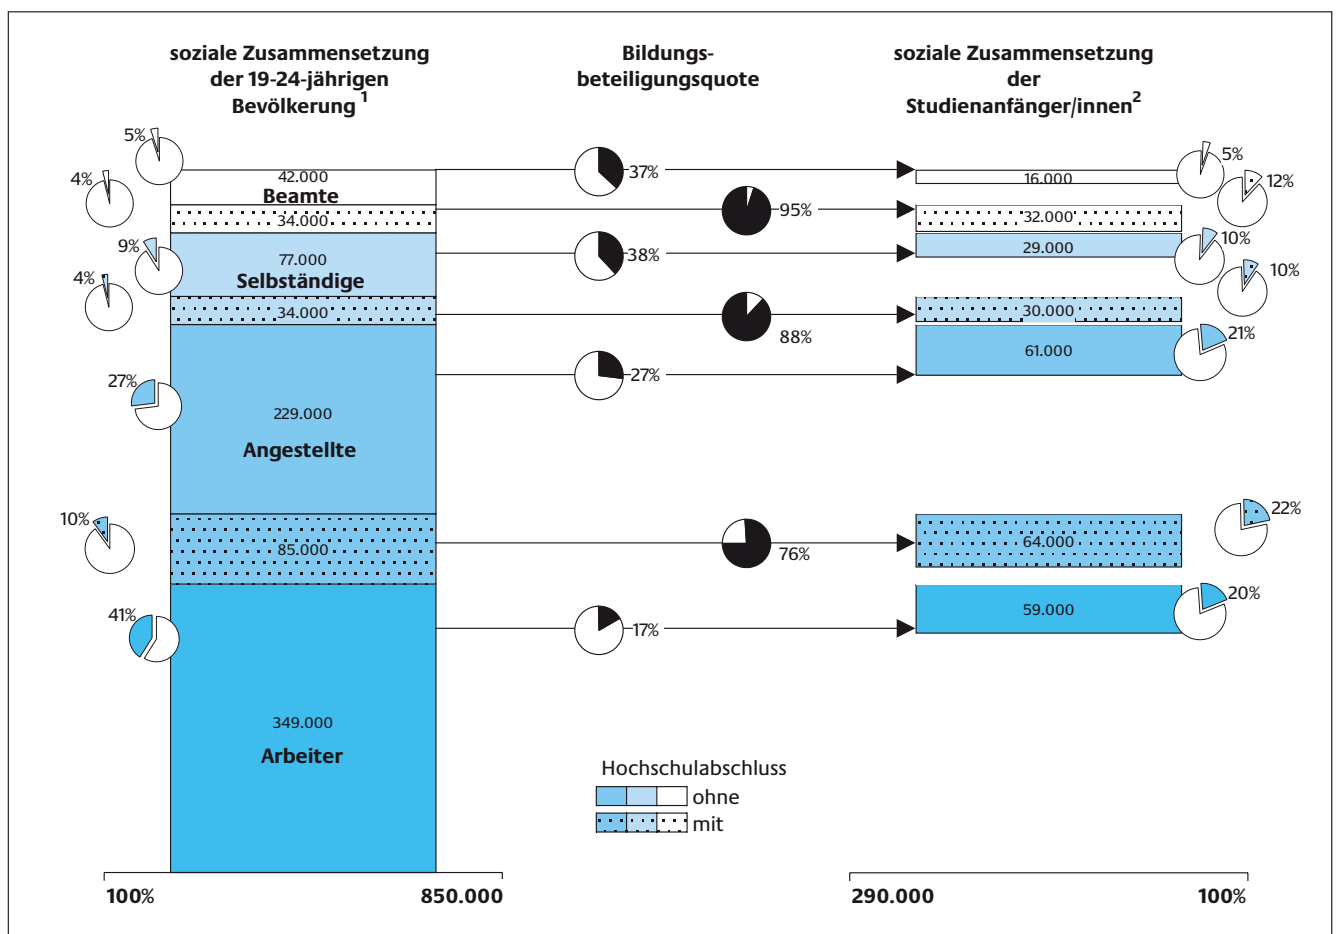 soziale Zusammensetzung
der 19-24-jährigen
Bevölkerung 1
Bildungs-
beteiligungsquote
soziale Zusammensetzung
der
Studienanfänger/innen2
5%
42.000
Beamte
37%
16.000
5%
4%
34.000
95%
32.000
12%
9%
77.000
Selbständige
38%
29.000
10%
4%
34.000
88%
30.000
10%
27%
229.000
Angestellte
27%
61.000
21%
10%
85.000
76%
64.000
22%
41%
349.000
Arbeiter
17%
59.000
20%
Hochschulabschluss
ohne
mit
100%
850.000
290.000
100%